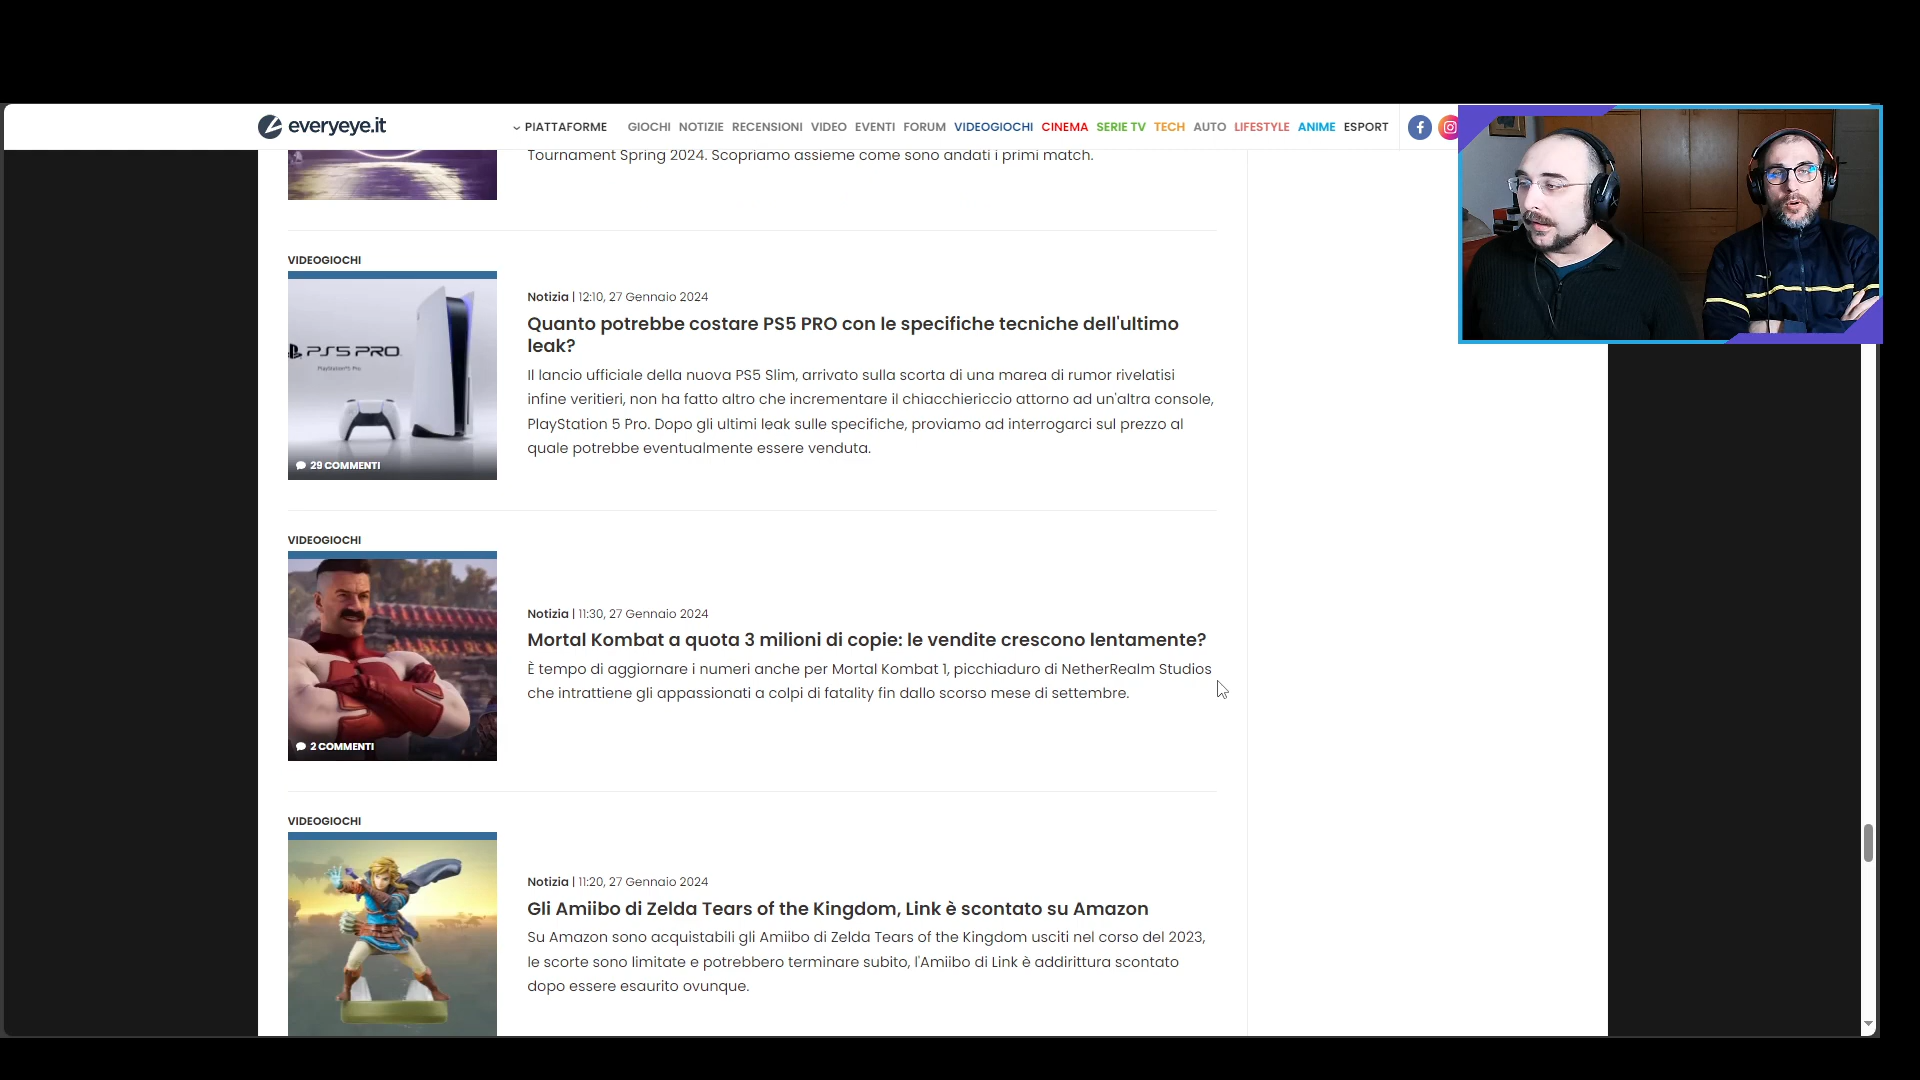 everyeye.it
PIATTAFORME GIOCHI NOTIZIE RECENSIONI VIDEO EVENTI FORUM VIDEOGIOCHI CINEMA SERIE TV TECH AUTO LIFESTYLE ANIME ESPORT
Tournament Spring 2024. Scopriamo assieme come sono andati i primi match.
VIDEOGIOCHI
PS5 PRO
PlayStation®5 Pro
29 COMMENTI
Notizia | 12:10, 27 Gennaio 2024
Quanto potrebbe costare PS5 PRO con le specifiche tecniche dell'ultimo
leak?
Il lancio ufficiale della nuova PS5 Slim, arrivato sulla scorta di una marea di rumor rivelatisi
infine veritieri, non ha fatto altro che incrementare il chiacchiericcio attorno ad un'altra console,
PlayStation 5 Pro. Dopo gli ultimi leak sulle specifiche, proviamo ad interrogarci sul prezzo al
quale potrebbe eventualmente essere venduta.
VIDEOGIOCHI
2 COMMENTI
Notizia | 11:30, 27 Gennaio 2024
Mortal Kombat a quota 3 milioni di copie: le vendite crescono lentamente?
È tempo di aggiornare i numeri anche per Mortal Kombat 1, picchiaduro di NetherRealm Studios
che intrattiene gli appassionati a colpi di fatality fin dallo scorso mese di settembre.
VIDEOGIOCHI
Notizia | 11:20, 27 Gennaio 2024
Gli Amiibo di Zelda Tears of the Kingdom, Link è scontato su Amazon
Su Amazon sono acquistabili gli Amiibo di Zelda Tears of the Kingdom usciti nel corso del 2023,
le scorte sono limitate e potrebbero terminare subito, l'Amiibo di Link è addirittura scontato
dopo essere esaurito ovunque.